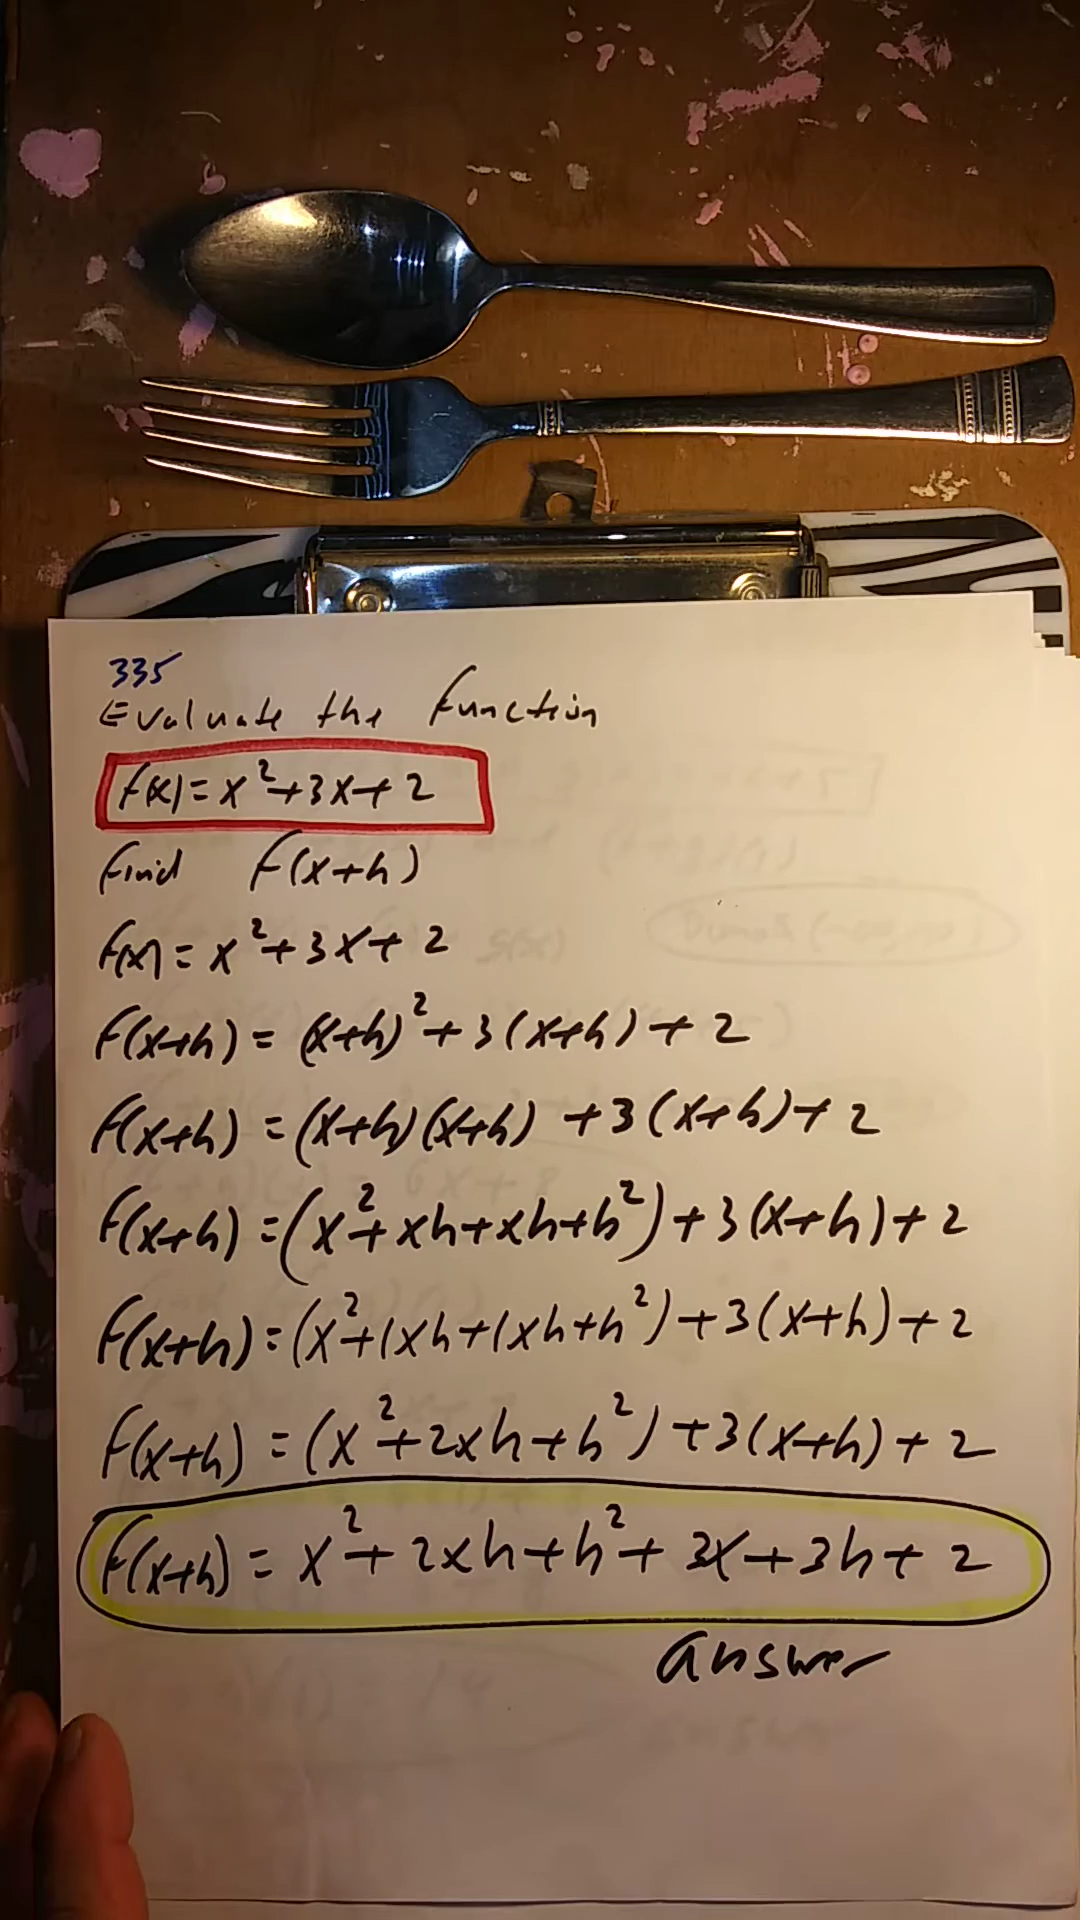 335
Evaluate the function
f(x)=x²+3x+2
find f(x+h)
f(x)=x²+3x+2
f(x+h)=(x+h)²+3(x+h)+2
f(x+h)=(x+h)(x+h)+3(x+h)+2
f(x+h)=(x²+xh+xh+h²)+3(x+h)+2
f(x+h)=(x²+1xh+1xh+h²)+3(x+h)+2
f(x+h)=(x²+2xh+h²)+3(x+h)+2
f(x+h)=x²+2xh+h²+3x+3h+2
answer